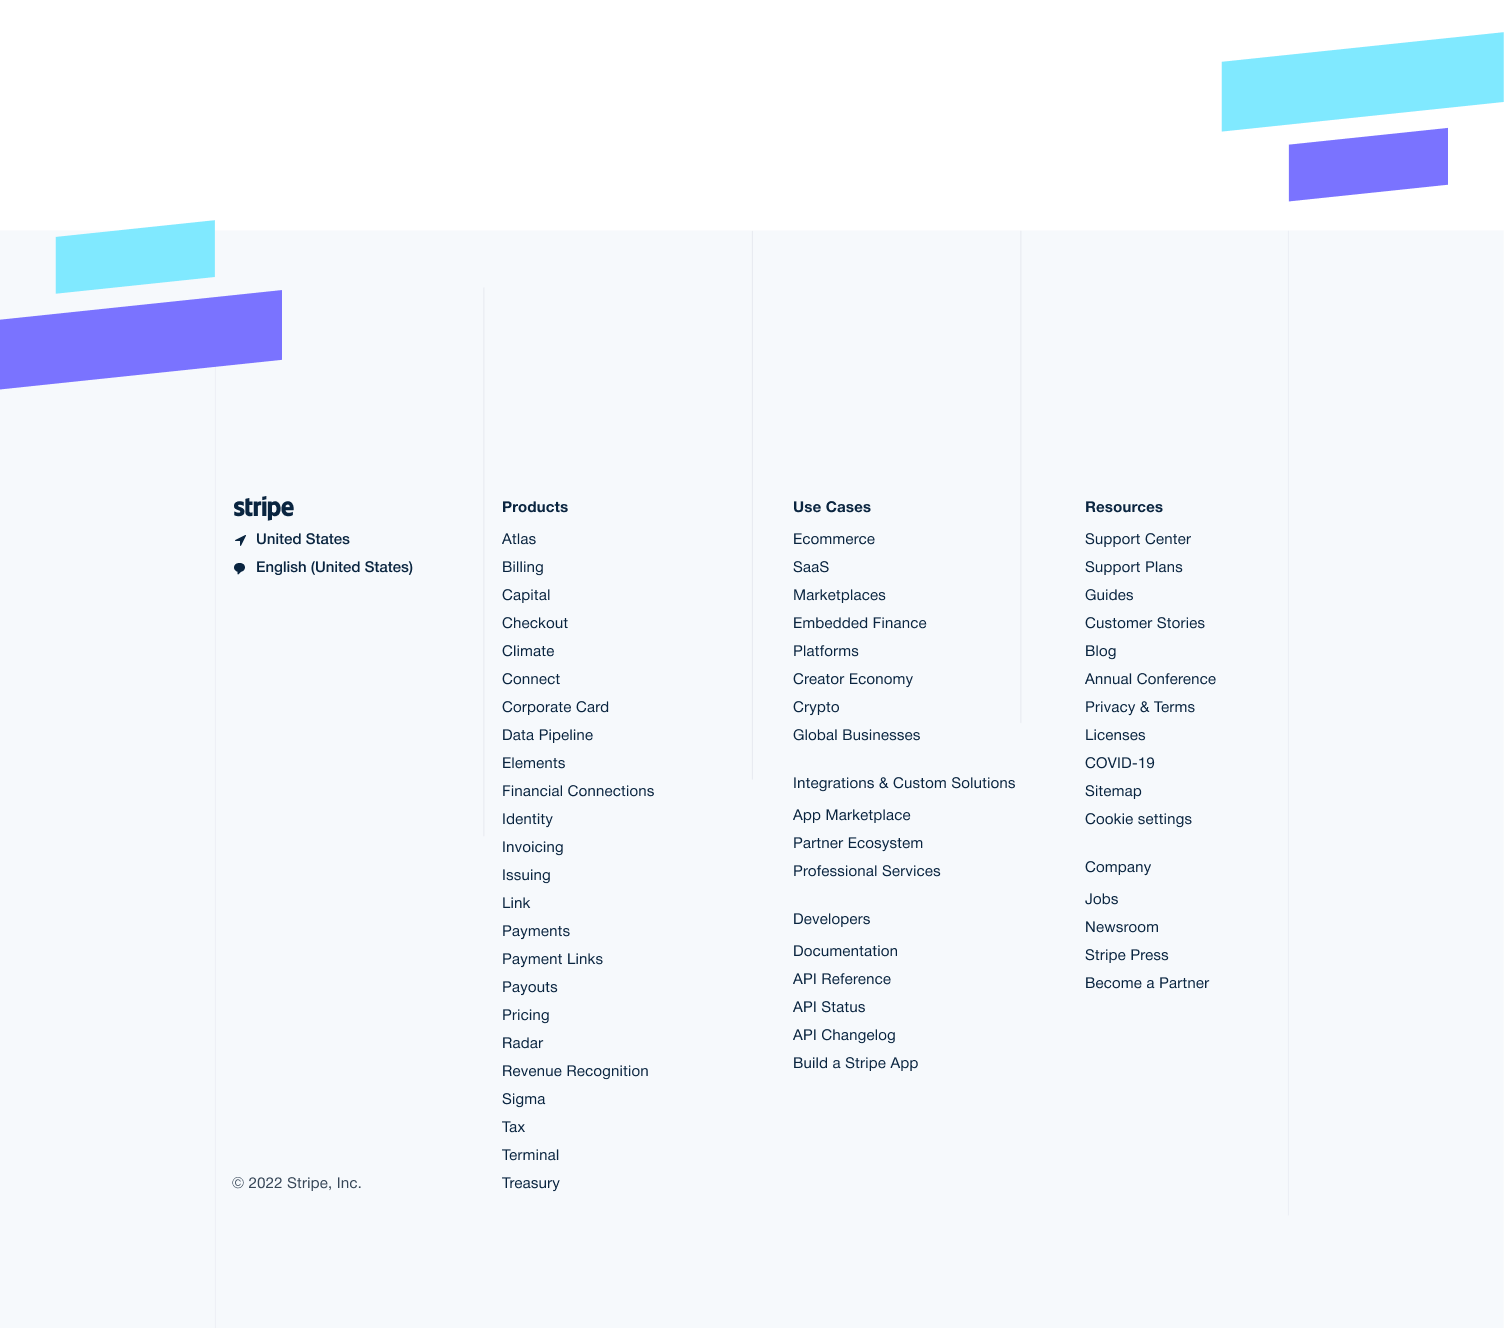 stripe
United States
English (United States)
© 2022 Stripe, Inc.
Products
Atlas
Billing
Capital
Checkout
Climate
Connect
Corporate Card
Data Pipeline
Elements
Financial Connections
Identity
Invoicing
Issuing
Link
Payments
Payment Links
Payouts
Pricing
Radar
Revenue Recognition
Sigma
Tax
Terminal
Treasury
Use Cases
Ecommerce
SaaS
Marketplaces
Embedded Finance
Platforms
Creator Economy
Crypto
Global Businesses
Integrations & Custom Solutions
App Marketplace
Partner Ecosystem
Professional Services
Developers
Documentation
API Reference
API Status
API Changelog
Build a Stripe App
Resources
Support Center
Support Plans
Guides
Customer Stories
Blog
Annual Conference
Privacy & Terms
Licenses
COVID-19
Sitemap
Cookie settings
Company
Jobs
Newsroom
Stripe Press
Become a Partner